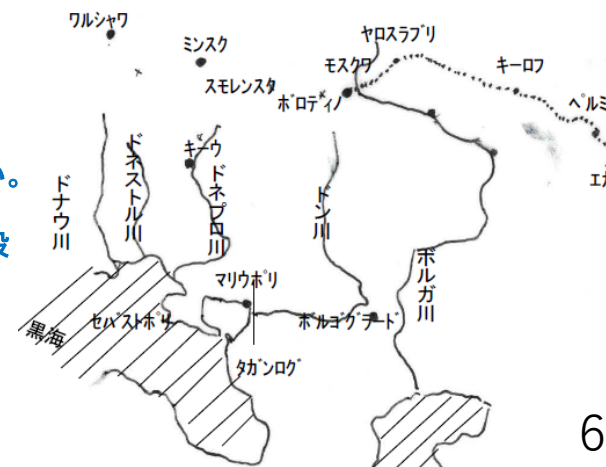 ワルシャワ
ミンスク
スモレンスタ
ヤロスラブリ
モスクワ
ボロディノ
キーロフ
ペルミ
エカ
い。
ドナウ川
ドネストル川
キーウ
ドネプロ川
ドン川
ボルガ川
黒海
セバストポリ
マリウポリ
ボルゴグラード
タガンログ
6